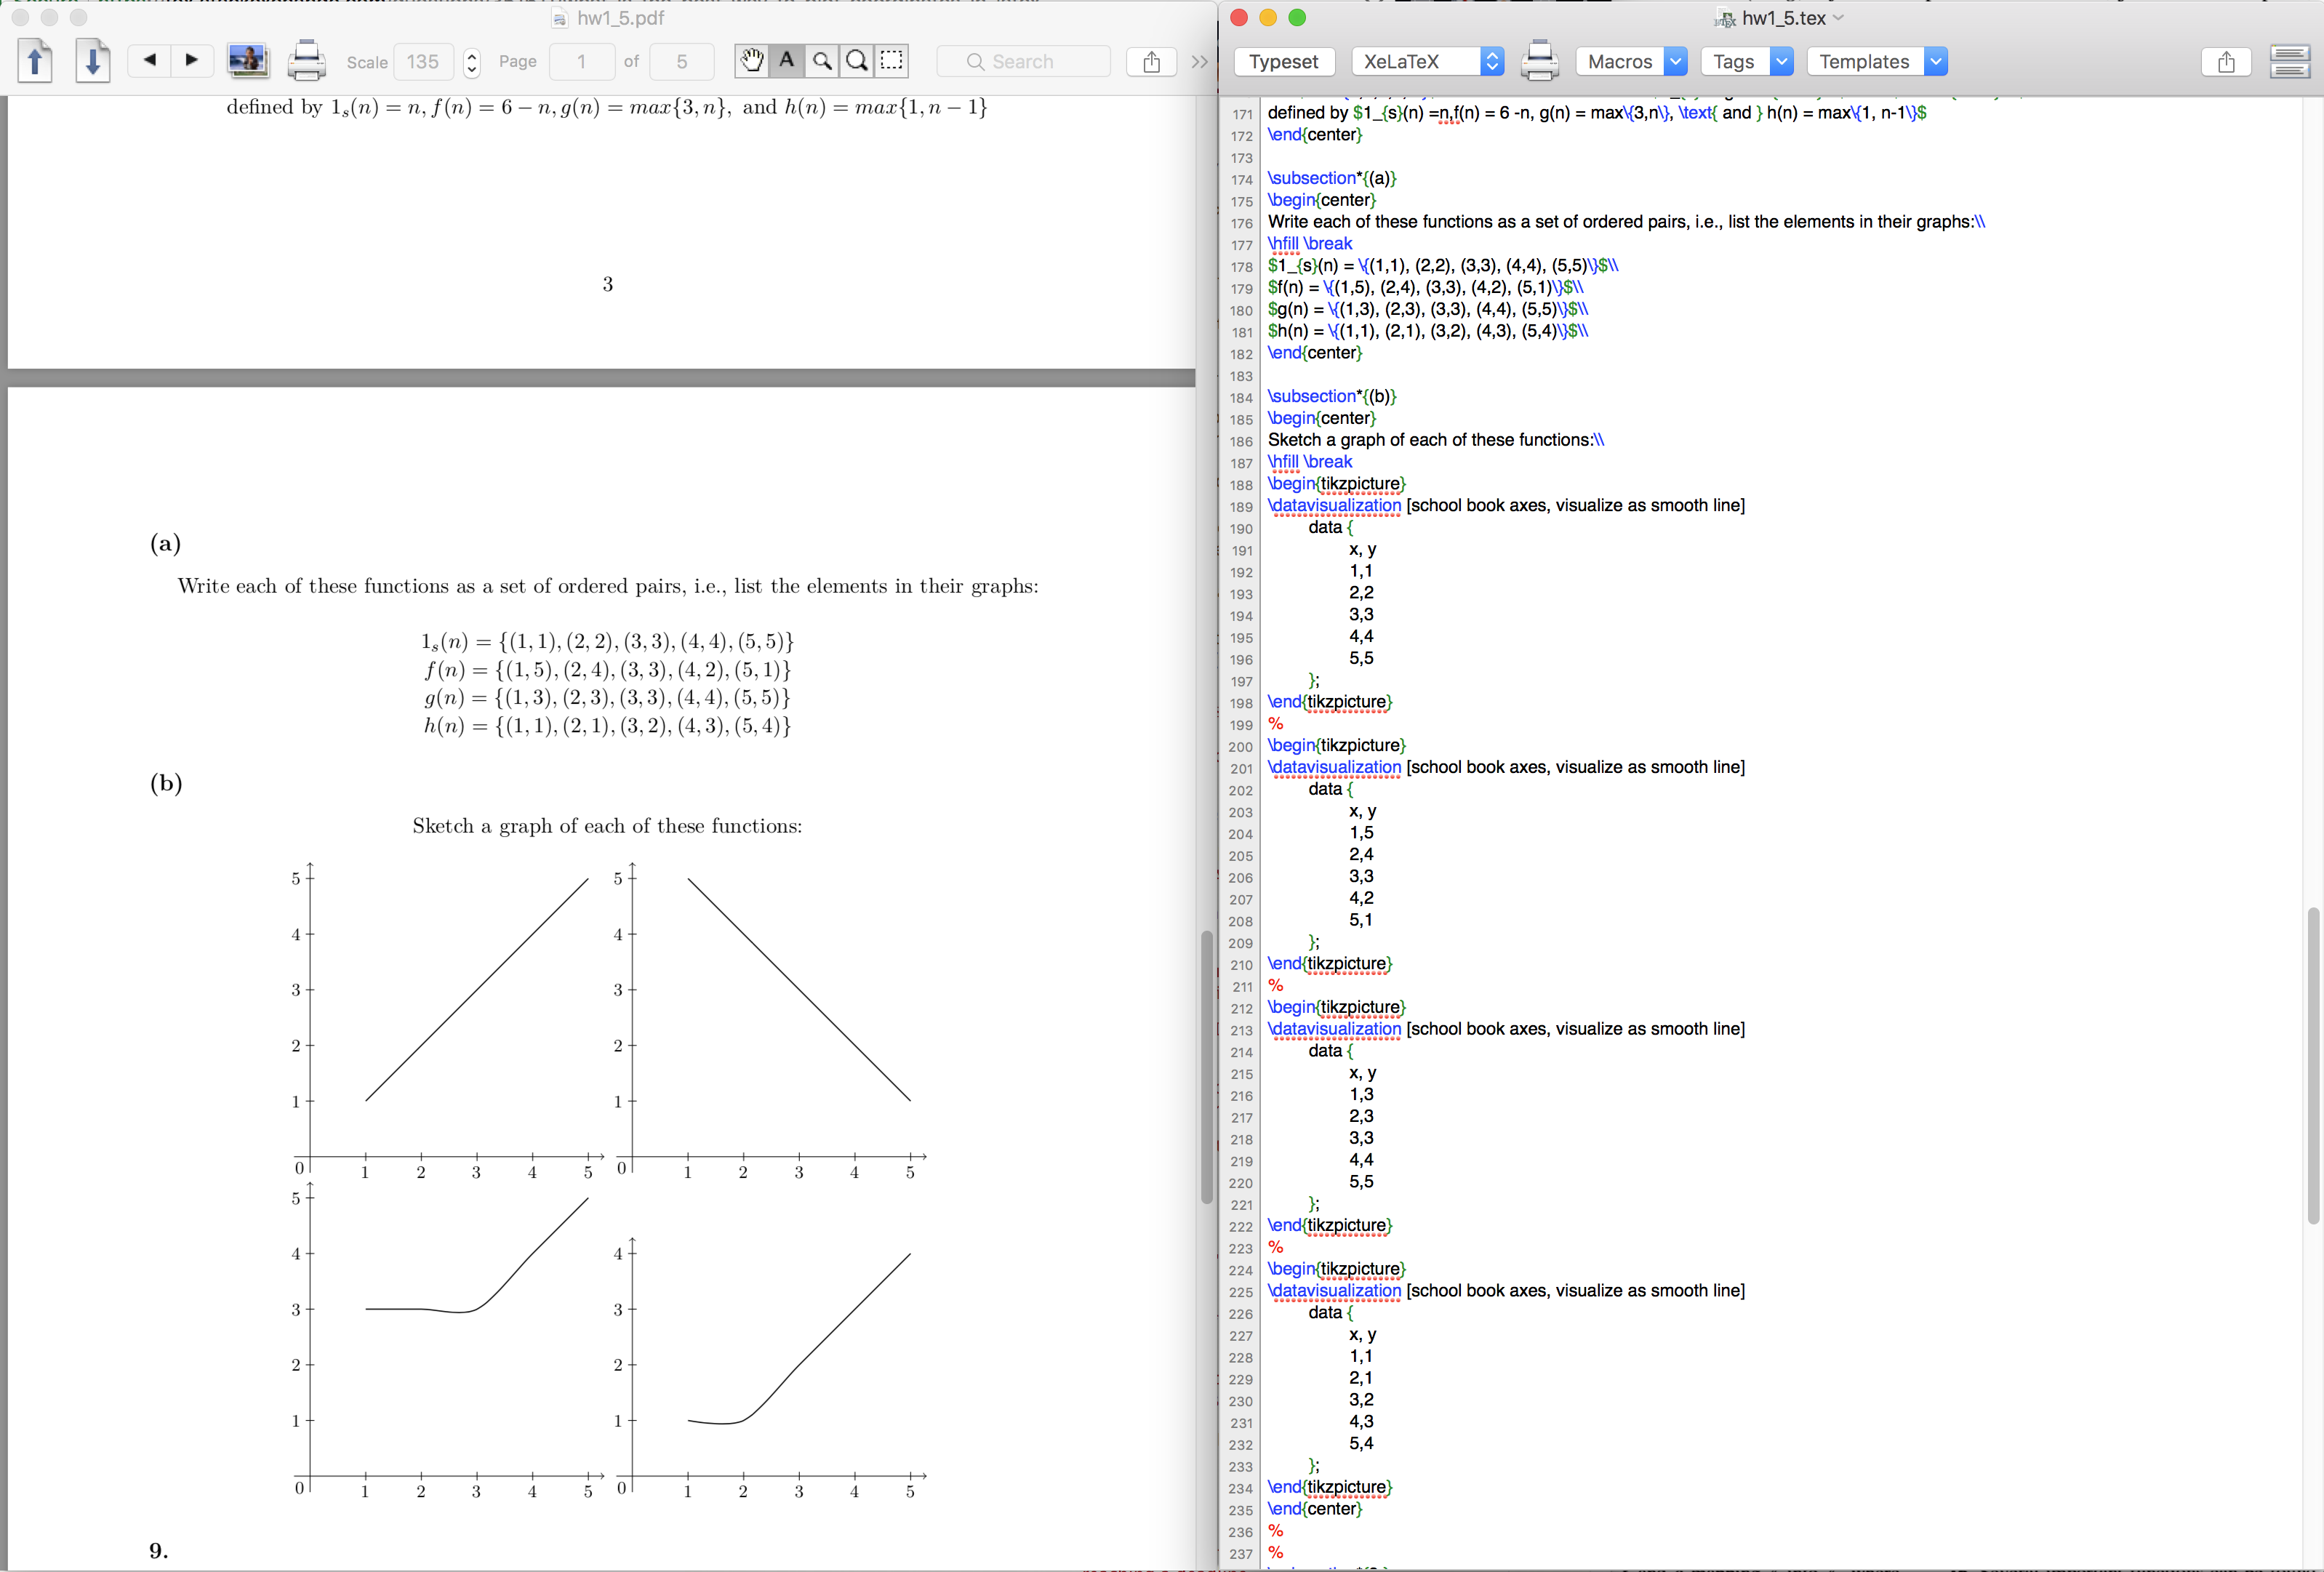 hw1_5.pdf
Scale 135 Page 1 of 5 Search
defined by 1ₛ(n) = n, f(n) = 6 − n, g(n) = max{3, n}, and h(n) = max{1, n − 1}
3
(a)
Write each of these functions as a set of ordered pairs, i.e., list the elements in their graphs:
1ₛ(n) = {(1, 1), (2, 2), (3, 3), (4, 4), (5, 5)}
f(n) = {(1, 5), (2, 4), (3, 3), (4, 2), (5, 1)}
g(n) = {(1, 3), (2, 3), (3, 3), (4, 4), (5, 5)}
h(n) = {(1, 1), (2, 1), (3, 2), (4, 3), (5, 4)}
(b)
Sketch a graph of each of these functions:
5
4
3
2
1
0 1 2 3 4 5
5
4
3
2
1
0 1 2 3 4 5
5
4
3
2
1
0 1 2 3 4 5
4
3
2
1
0 1 2 3 4 5
9.
hw1_5.tex
Typeset XeLaTeX Macros Tags Templates
171 defined by $1_{s}(n) =n,f(n) = 6 -n, g(n) = max\{3,n\}, \text{ and } h(n) = max\{1, n-1\}$
172 \end{center}
173
174 \subsection*{(a)}
175 \begin{center}
176 Write each of these functions as a set of ordered pairs, i.e., list the elements in their graphs:\\
177 \hfill \break
178 $1_{s}(n) = \{(1,1), (2,2), (3,3), (4,4), (5,5)\}$\\
179 $f(n) = \{(1,5), (2,4), (3,3), (4,2), (5,1)\}$\\
180 $g(n) = \{(1,3), (2,3), (3,3), (4,4), (5,5)\}$\\
181 $h(n) = \{(1,1), (2,1), (3,2), (4,3), (5,4)\}$\\
182 \end{center}
183
184 \subsection*{(b)}
185 \begin{center}
186 Sketch a graph of each of these functions:\\
187 \hfill \break
188 \begin{tikzpicture}
189 \datavisualization [school book axes, visualize as smooth line]
190 data {
191 x, y
192 1,1
193 2,2
194 3,3
195 4,4
196 5,5
197 };
198 \end{tikzpicture}
199 %
200 \begin{tikzpicture}
201 \datavisualization [school book axes, visualize as smooth line]
202 data {
203 x, y
204 1,5
205 2,4
206 3,3
207 4,2
208 5,1
209 };
210 \end{tikzpicture}
211 %
212 \begin{tikzpicture}
213 \datavisualization [school book axes, visualize as smooth line]
214 data {
215 x, y
216 1,3
217 2,3
218 3,3
219 4,4
220 5,5
221 };
222 \end{tikzpicture}
223 %
224 \begin{tikzpicture}
225 \datavisualization [school book axes, visualize as smooth line]
226 data {
227 x, y
228 1,1
229 2,1
230 3,2
231 4,3
232 5,4
233 };
234 \end{tikzpicture}
235 \end{center}
236 %
237 %